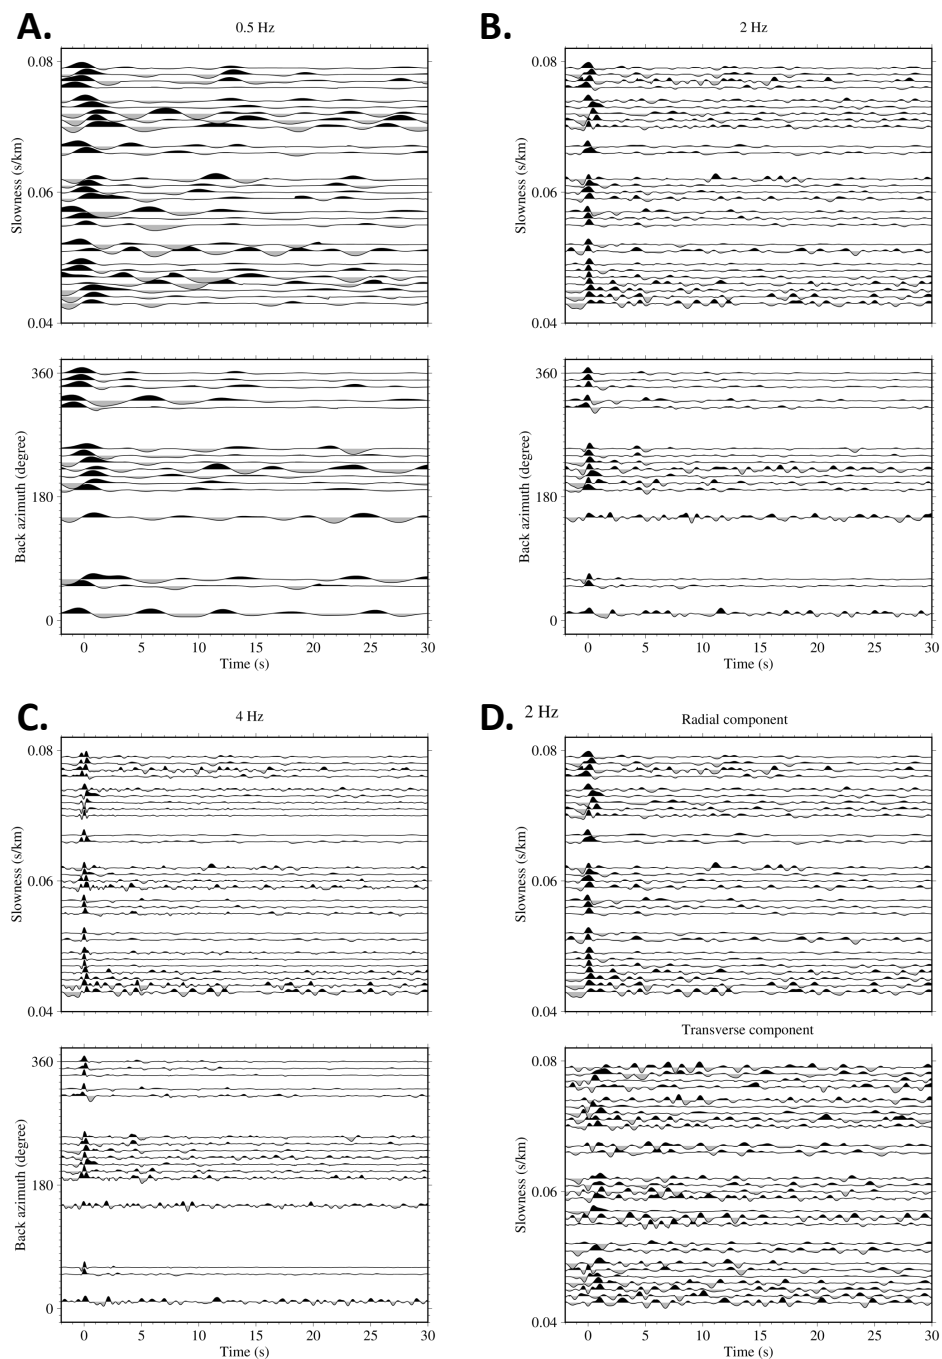 A.
0.5 Hz
0.08
0.06
0.04
Slowness (s/km)
360
180
0
Back azimuth (degree)
0 5 10 15 20 25 30
Time (s)
B.
2 Hz
0.08
0.06
0.04
Slowness (s/km)
360
180
0
Back azimuth (degree)
0 5 10 15 20 25 30
Time (s)
C.
4 Hz
0.08
0.06
0.04
Slowness (s/km)
360
180
0
Back azimuth (degree)
0 5 10 15 20 25 30
Time (s)
D.
2 Hz
Radial component
0.08
0.06
0.04
Slowness (s/km)
Transverse component
0.08
0.06
0.04
Slowness (s/km)
0 5 10 15 20 25 30
Time (s)